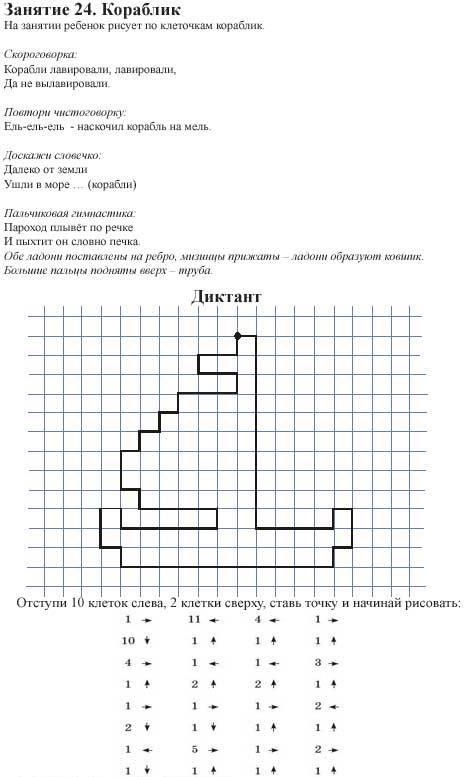 Занятие 24. Кораблик
На занятии ребенок рисует по клеточкам кораблик.
Скороговорка:
Корабли лавировали, лавировали,
Да не вылавировали.
Повтори чистоговорку:
Ель-ель-ель - наскочил корабль на мель.
Доскажи словечко:
Далеко от земли
Ушли в море … (корабли)
Пальчиковая гимнастика:
Пароход плывёт по речке
И пыхтит он словно печка.
Обе ладони поставлены на ребро, мизинцы прижаты – ладони образуют ковшик.
Большие пальцы подняты вверх – труба.
Диктант
Отступи 10 клеток слева, 2 клетки сверху, ставь точку и начинай рисовать:
1 → 11 ← 4 ← 1 →
10 ↓ 1 ↑ 1 ↑ 1 ↑
4 → 1 ← 1 ← 3 →
1 ↑ 2 ↑ 2 ↑ 1 ↑
1 → 1 → 1 → 2 ←
2 ↓ 1 ↓ 1 ↑ 1 ↑
1 ← 5 → 1 → 2 →
1 ↓ 1 ↑ 1 ↑ 1 ↑